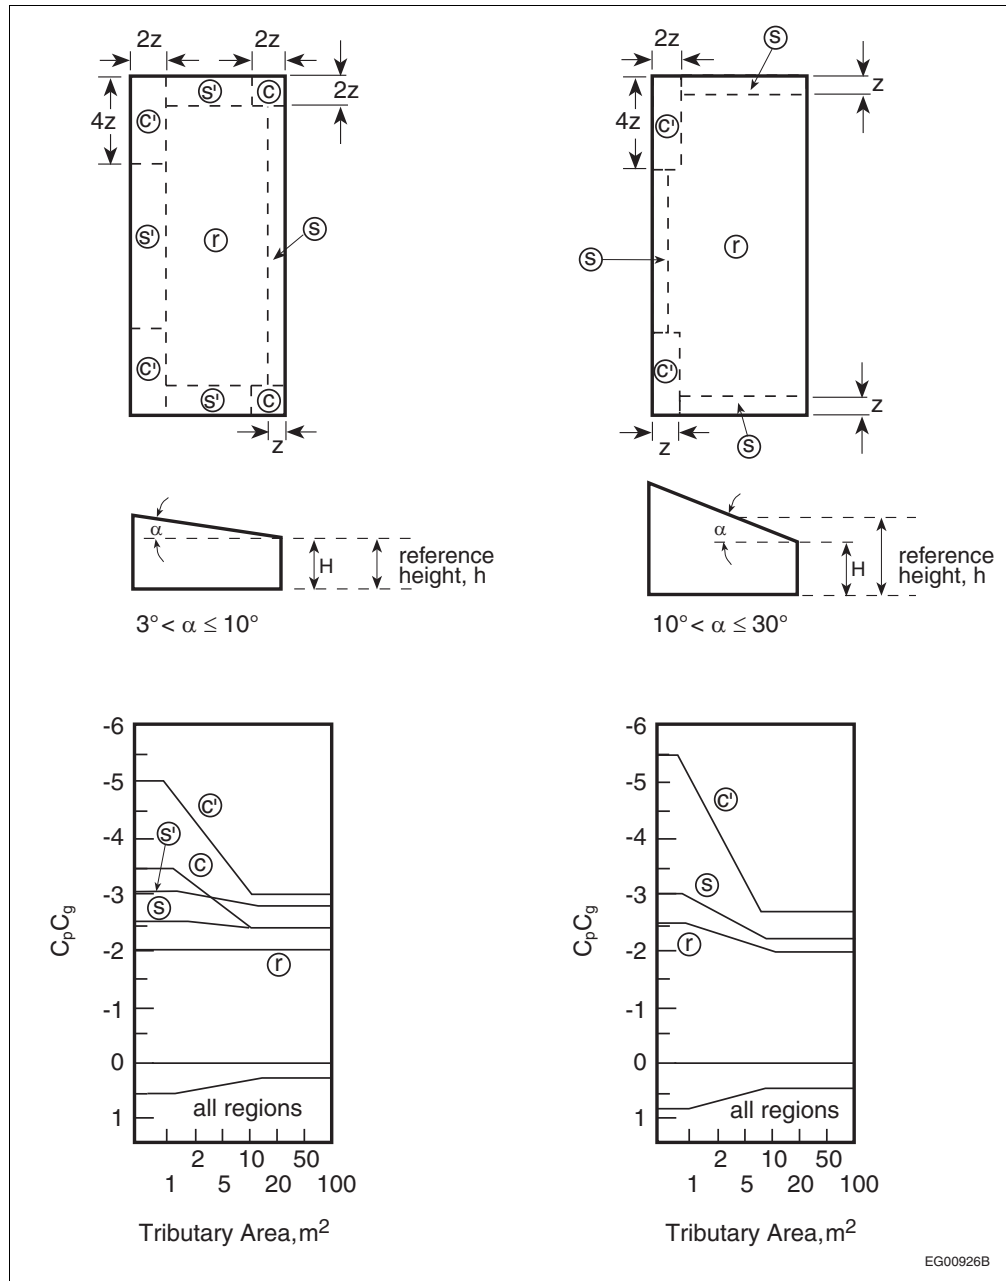 2z 2z
s' c
2z
4z
c'
s' r s
c'
s' c
z
s
2z
z
4z
c'
s r
c'
z
z
s
α
H
reference
height, h
3° < α ≤ 10°
α
H
reference
height, h
10° < α ≤ 30°
CpCg
-6
-5
-4
-3
-2
-1
0
1
c'
s'
c
s
r
all regions
2 10 50
1 5 20 100
Tributary Area, m²
CpCg
-6
-5
-4
-3
-2
-1
0
1
c'
s
r
all regions
2 10 50
1 5 20 100
Tributary Area, m²
EG00926B